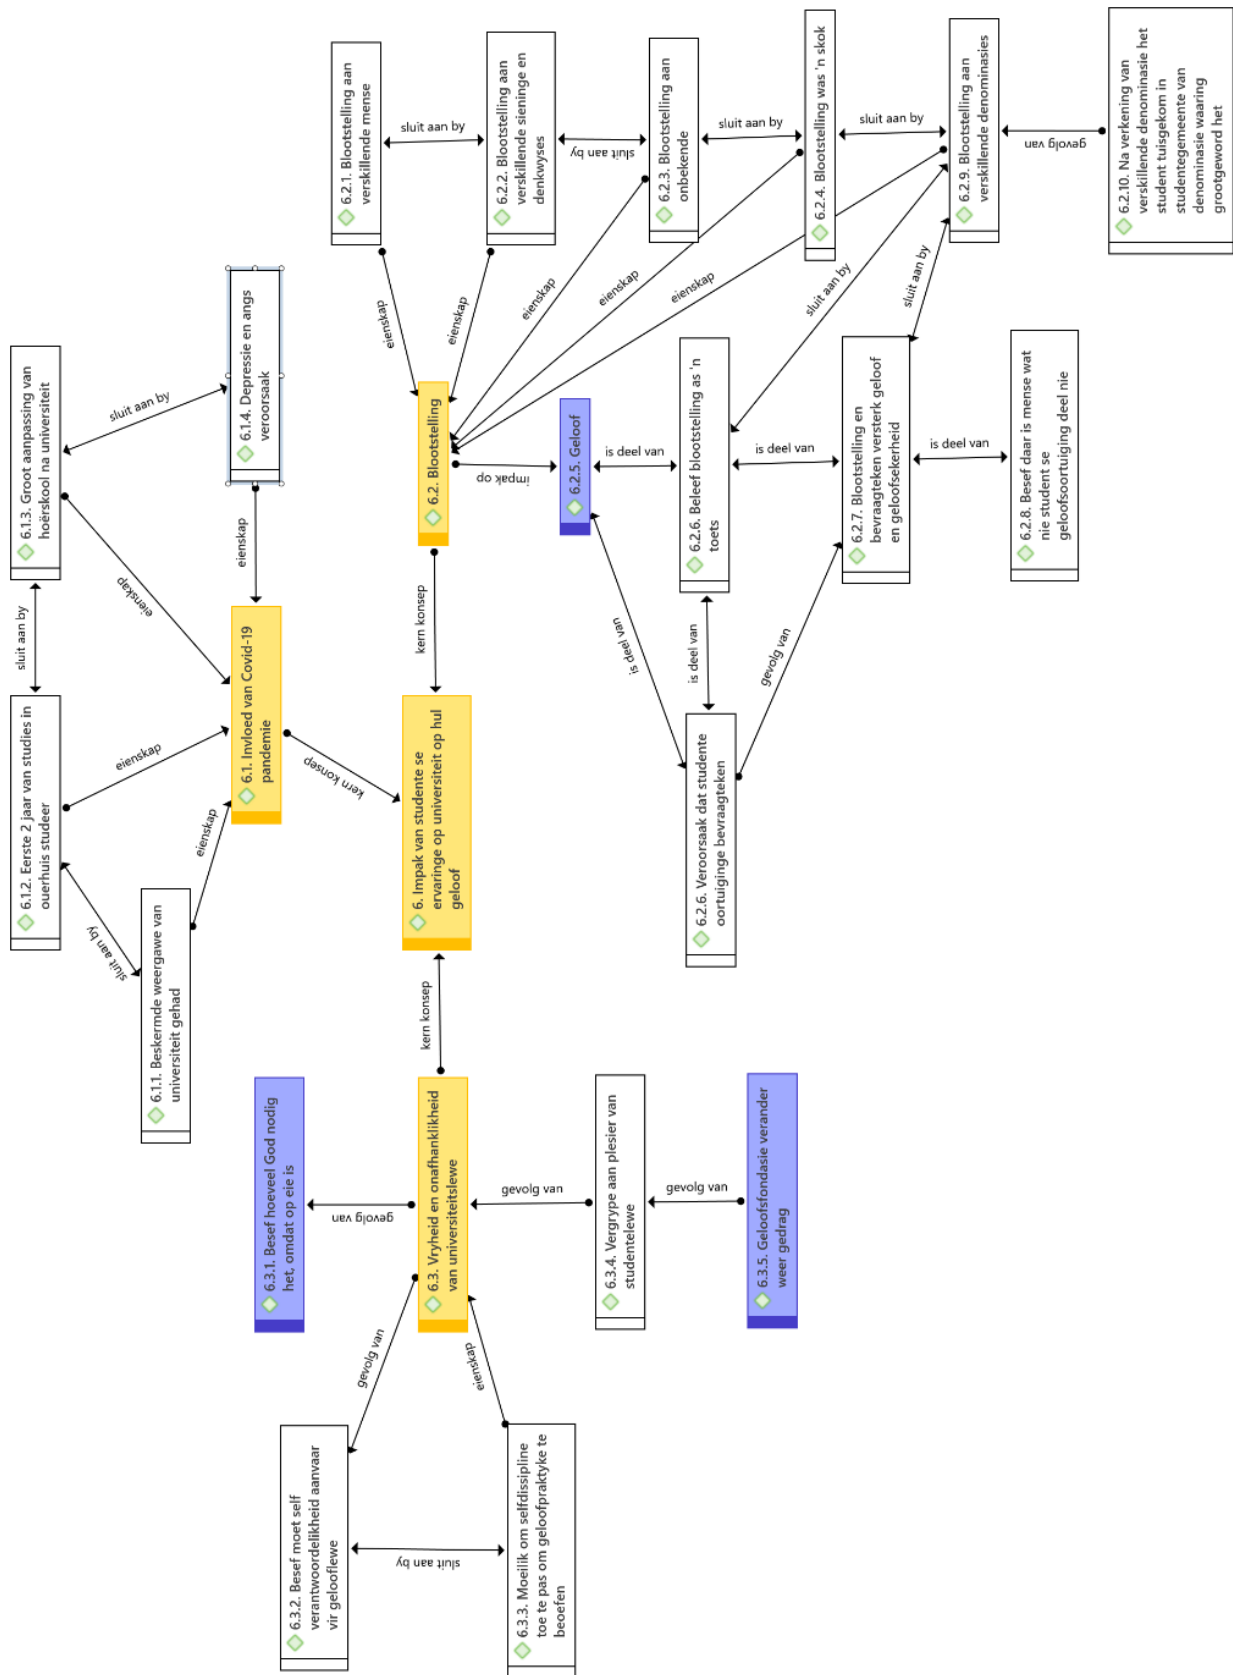 6.1.3. Groot aanpassing van
hoërskool na universiteit
sluit aan by
6.1.4. Depressie en angs
veroorsaak
eienskap
eienskap
sluit aan by
6.1.2. Eerste 2 jaar van studies in
ouerhuis studeer
eienskap
sluit aan by
6.1.1. Beskermde weergawe van
universiteit gehad
eienskap
6.1. Invloed van Covid-19
pandemie
kern konsep
6.2.1. Blootstelling aan
verskillende mense
sluit aan by
6.2.2. Blootstelling aan
verskillende sieninge en
denkwyses
sluit aan by
6.2.3. Blootstelling aan
onbekende
sluit aan by
6.2.4. Blootstelling was 'n skok
sluit aan by
6.2.9. Blootstelling aan
verskillende denominasies
gevolg van
6.2.10. Na verkening van
verskillende denominasie het
student tuisgekom in
studentegemeente van
denominasie waaring
grootgeword het
eienskap
eienskap
eienskap
eienskap
eienskap
6.2. Blootstelling
impak op
6.2.5. Geloof
is deel van
6.2.6. Beleef blootstelling as 'n
toets
is deel van
6.2.7. Blootstelling en
bevraagteken versterk geloof
en geloofsekerheid
is deel van
6.2.8. Besef daar is mense wat
nie student se
geloofsoortuiging deel nie
sluit aan by
sluit aan by
kern konsep
is deel van
is deel van
gevolg van
6.2.6. Veroorsaak dat studente
oortuiginge bevraagteken
6. Impak van studente se
ervaringe op universiteit op hul
geloof
kern konsep
6.3.1. Besef hoeveel God nodig
het, omdat op eie is
gevolg van
6.3. Vryheid en onafhanklikheid
van universiteitslewe
gevolg van
6.3.4. Vergrype aan plesier van
studentelewe
gevolg van
6.3.5. Geloofsfondasie verander
weer gedrag
gevolg van
eienskap
6.3.2. Besef moet self
verantwoordelikheid aanvaar
vir gelooflewe
sluit aan by
6.3.3. Moeilik om selfdissipline
toe te pas om geloofpraktyke te
beoefen